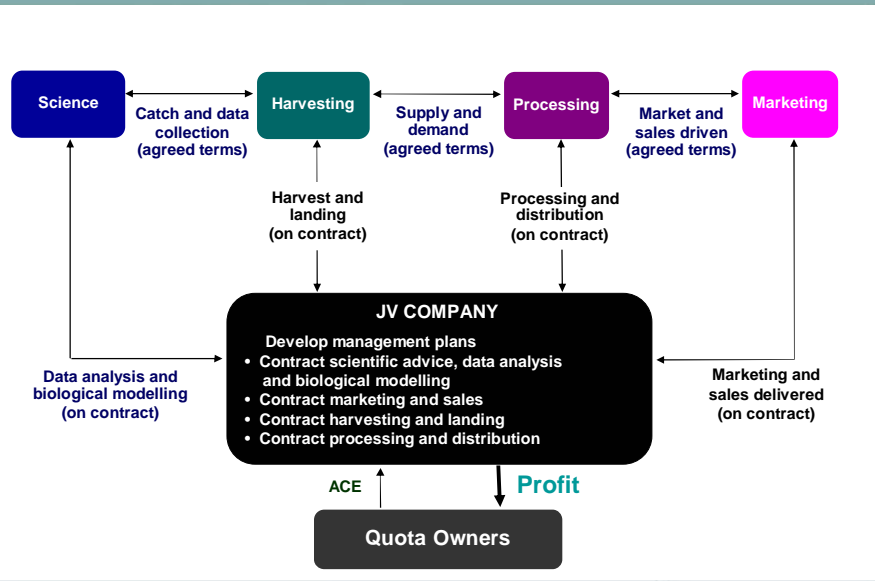 Science
Harvesting
Processing
Marketing
Catch and data
collection
(agreed terms)
Supply and
demand
(agreed terms)
Market and
sales driven
(agreed terms)
Harvest and
landing
(on contract)
Processing and
distribution
(on contract)
JV COMPANY
Develop management plans
• Contract scientific advice, data analysis
and biological modelling
• Contract marketing and sales
• Contract harvesting and landing
• Contract processing and distribution
Data analysis and
biological modelling
(on contract)
Marketing and
sales delivered
(on contract)
ACE
Profit
Quota Owners